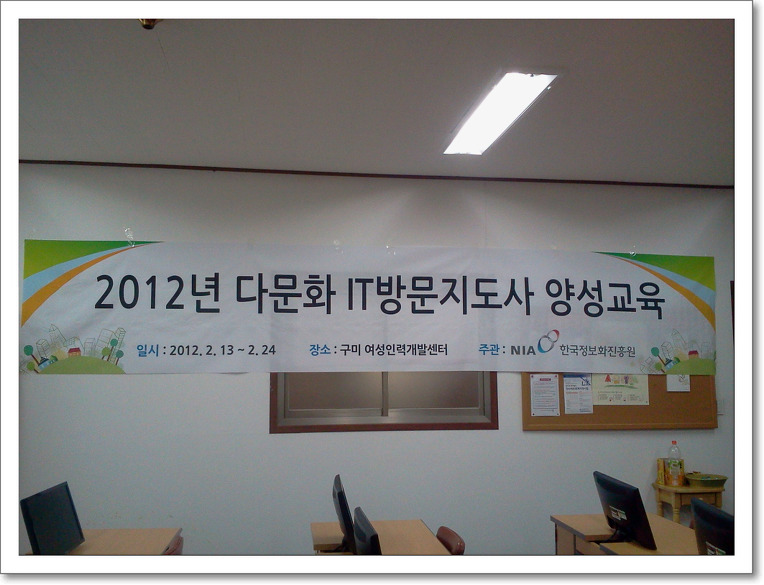 2012년 다문화 IT방문지도사 양성교육
일시 : 2012. 2. 13 ~ 2. 24 장소 : 구미 여성인력개발센터 주관 : NIA 한국정보화진흥원